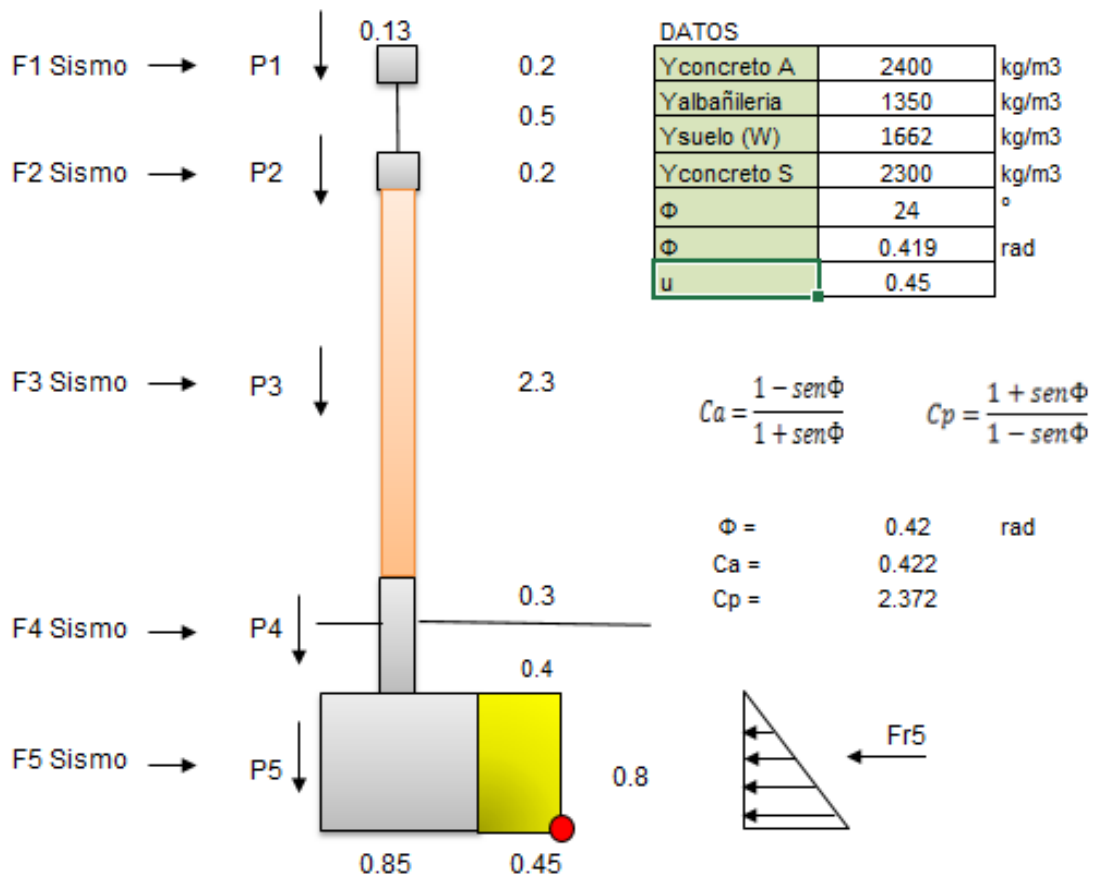 0.13
F1 Sismo P1 0.2
0.5
F2 Sismo P2 0.2
F3 Sismo P3 2.3
0.3
F4 Sismo P4
0.4
F5 Sismo P5 0.8
0.85 0.45
DATOS
Yconcreto A 2400 kg/m3
Yalbañileria 1350 kg/m3
Ysuelo (W) 1662 kg/m3
Yconcreto S 2300 kg/m3
Φ 24 °
Φ 0.419 rad
u 0.45
Ca = (1 − senΦ)/(1 + senΦ) Cp = (1 + senΦ)/(1 − senΦ)
Φ = 0.42 rad
Ca = 0.422
Cp = 2.372
Fr5